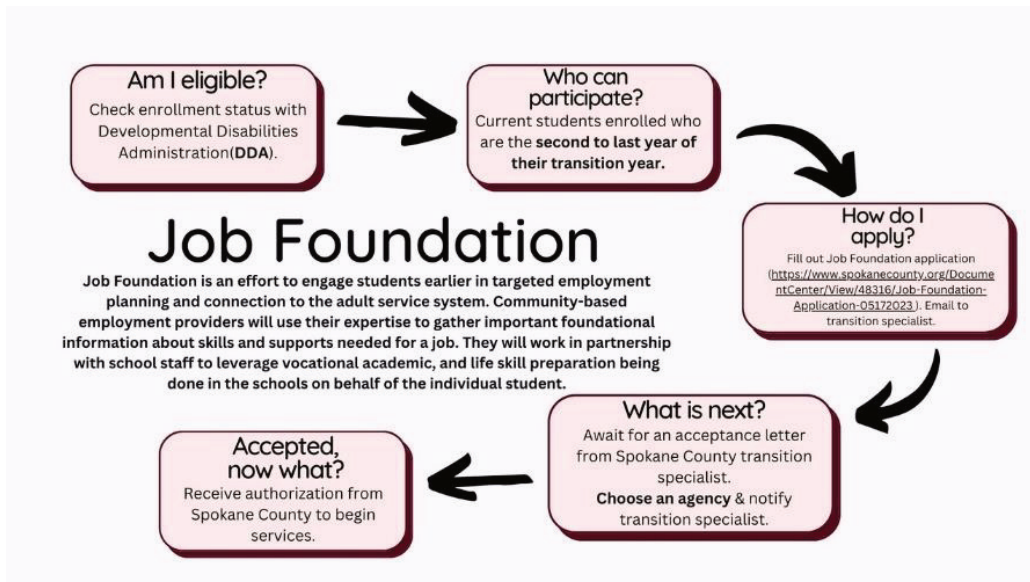 Am I eligible?
Check enrollment status with
Developmental Disabilities
Administration(DDA).
Who can
participate?
Current students enrolled who
are the second to last year of
their transition year.
How do I
apply?
Fill out Job Foundation application
(https://www.spokanecounty.org/Docume
ntCenter/View/48316/Job-Foundation-
Application-05172023 ). Email to
transition specialist.
Job Foundation
Job Foundation is an effort to engage students earlier in targeted employment
planning and connection to the adult service system. Community-based
employment providers will use their expertise to gather important foundational
information about skills and supports needed for a job. They will work in partnership
with school staff to leverage vocational academic, and life skill preparation being
done in the schools on behalf of the individual student.
What is next?
Await for an acceptance letter
from Spokane County transition
specialist.
Choose an agency & notify
transition specialist.
Accepted,
now what?
Receive authorization from
Spokane County to begin
services.